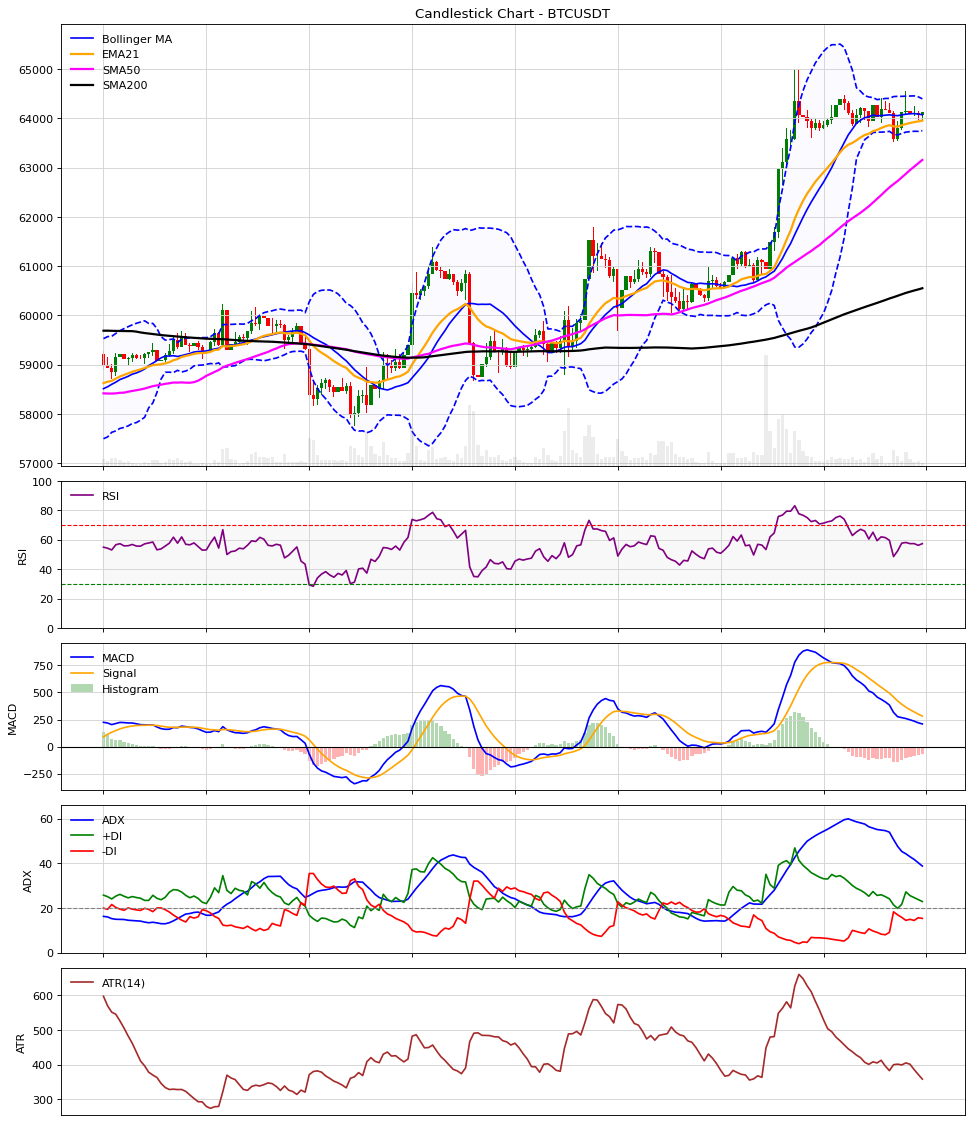 Candlestick Chart - BTCUSDT
Bollinger MA
EMA21
SMA50
SMA200
65000
64000
63000
62000
61000
60000
59000
58000
57000
RSI
RSI
100
80
60
40
20
0
MACD
Signal
Histogram
MACD
750
500
250
0
−250
ADX
+DI
-DI
ADX
60
40
20
0
ATR(14)
ATR
600
500
400
300